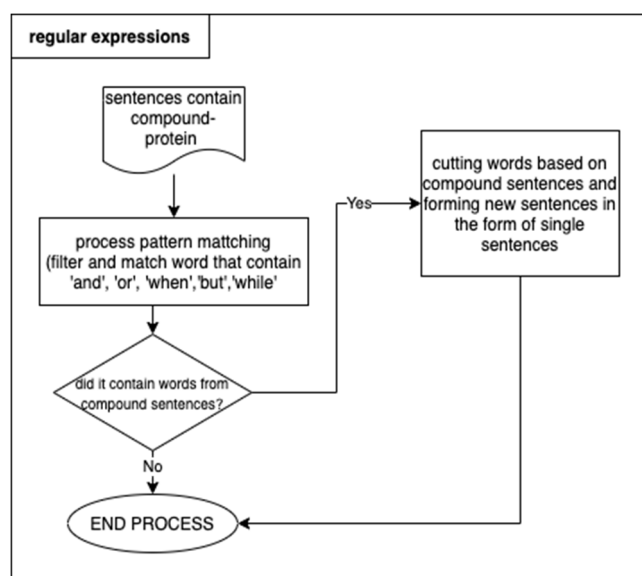 regular expressions
sentences contain
compound-
protein
process pattern mattching
(filter and match word that contain
'and', 'or', 'when','but','while'
did it contain words from
compound sentences?
Yes
cutting words based on
compound sentences and
forming new sentences in
the form of single
sentences
No
END PROCESS